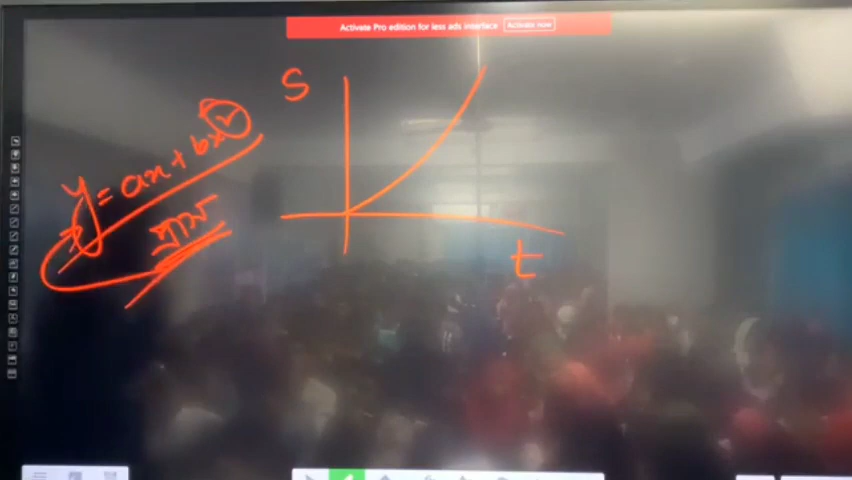 Activate Pro edition for less ads interface Activate now
S
y = ax + bx²
t